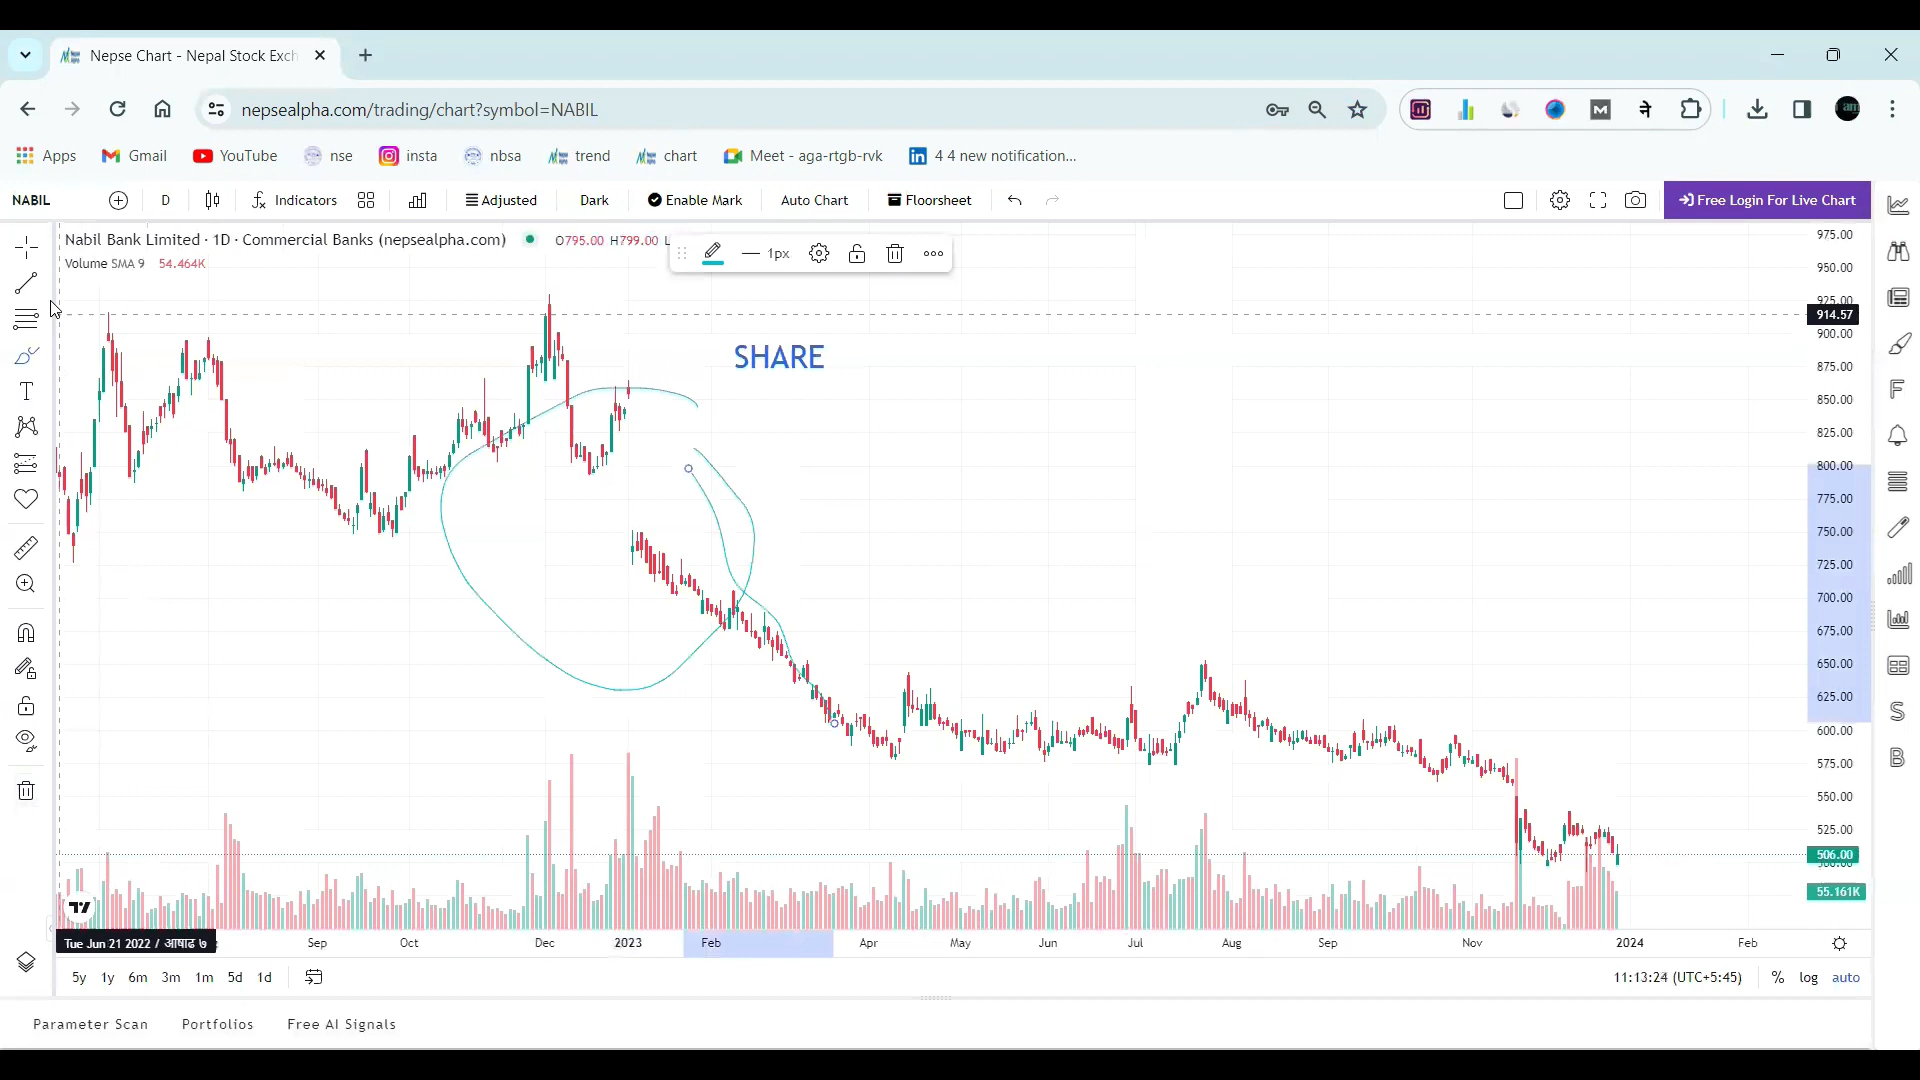 Nepse Chart - Nepal Stock Exch
nepsealpha.com/trading/chart?symbol=NABIL
Apps Gmail YouTube nse insta nbsa trend chart Meet - aga-rtgb-rvk 4 4 new notification...
NABIL D Indicators Adjusted Dark Enable Mark Auto Chart Floorsheet Free Login For Live Chart
Nabil Bank Limited · 1D · Commercial Banks (nepsealpha.com) O795.00 H799.00 L
1px
Volume SMA 9 54.464K
SHARE
975.00
950.00
925.00
914.57
900.00
875.00
850.00
825.00
800.00
775.00
750.00
725.00
700.00
675.00
650.00
625.00
600.00
575.00
550.00
525.00
506.00
55.161K
Tue Jun 21 2022 / आषाढ ७ Sep Oct Dec 2023 Feb Apr May Jun Jul Aug Sep Nov 2024 Feb
5y 1y 6m 3m 1m 5d 1d 11:13:24 (UTC+5:45) % log auto
Parameter Scan Portfolios Free AI Signals